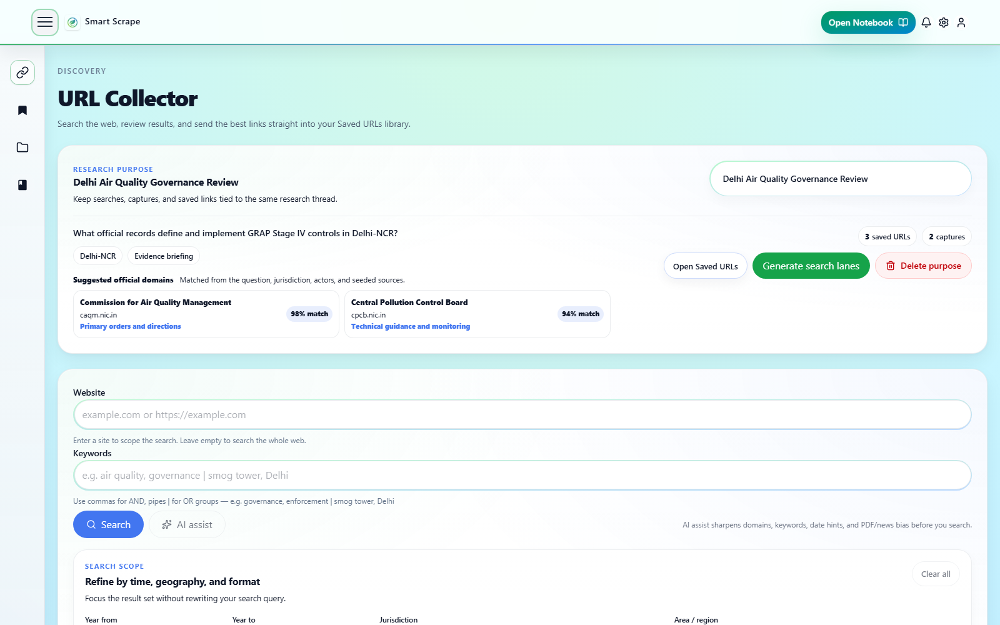 Smart Scrape
Open Notebook
DISCOVERY
URL Collector
Search the web, review results, and send the best links straight into your Saved URLs library.
RESEARCH PURPOSE
Delhi Air Quality Governance Review
Keep searches, captures, and saved links tied to the same research thread.
Delhi Air Quality Governance Review
What official records define and implement GRAP Stage IV controls in Delhi-NCR?
3 saved URLs
2 captures
Delhi-NCR
Evidence briefing
Open Saved URLs
Generate search lanes
Delete purpose
Suggested official domains Matched from the question, jurisdiction, actors, and seeded sources.
Commission for Air Quality Management
caqm.nic.in
Primary orders and directions
98% match
Central Pollution Control Board
cpcb.nic.in
Technical guidance and monitoring
94% match
Website
example.com or https://example.com
Enter a site to scope the search. Leave empty to search the whole web.
Keywords
e.g. air quality, governance | smog tower, Delhi
Use commas for AND, pipes | for OR groups — e.g. governance, enforcement | smog tower, Delhi
Search
AI assist
AI assist sharpens domains, keywords, date hints, and PDF/news bias before you search.
SEARCH SCOPE
Refine by time, geography, and format
Focus the result set without rewriting your search query.
Clear all
Year from
Year to
Jurisdiction
Area / region